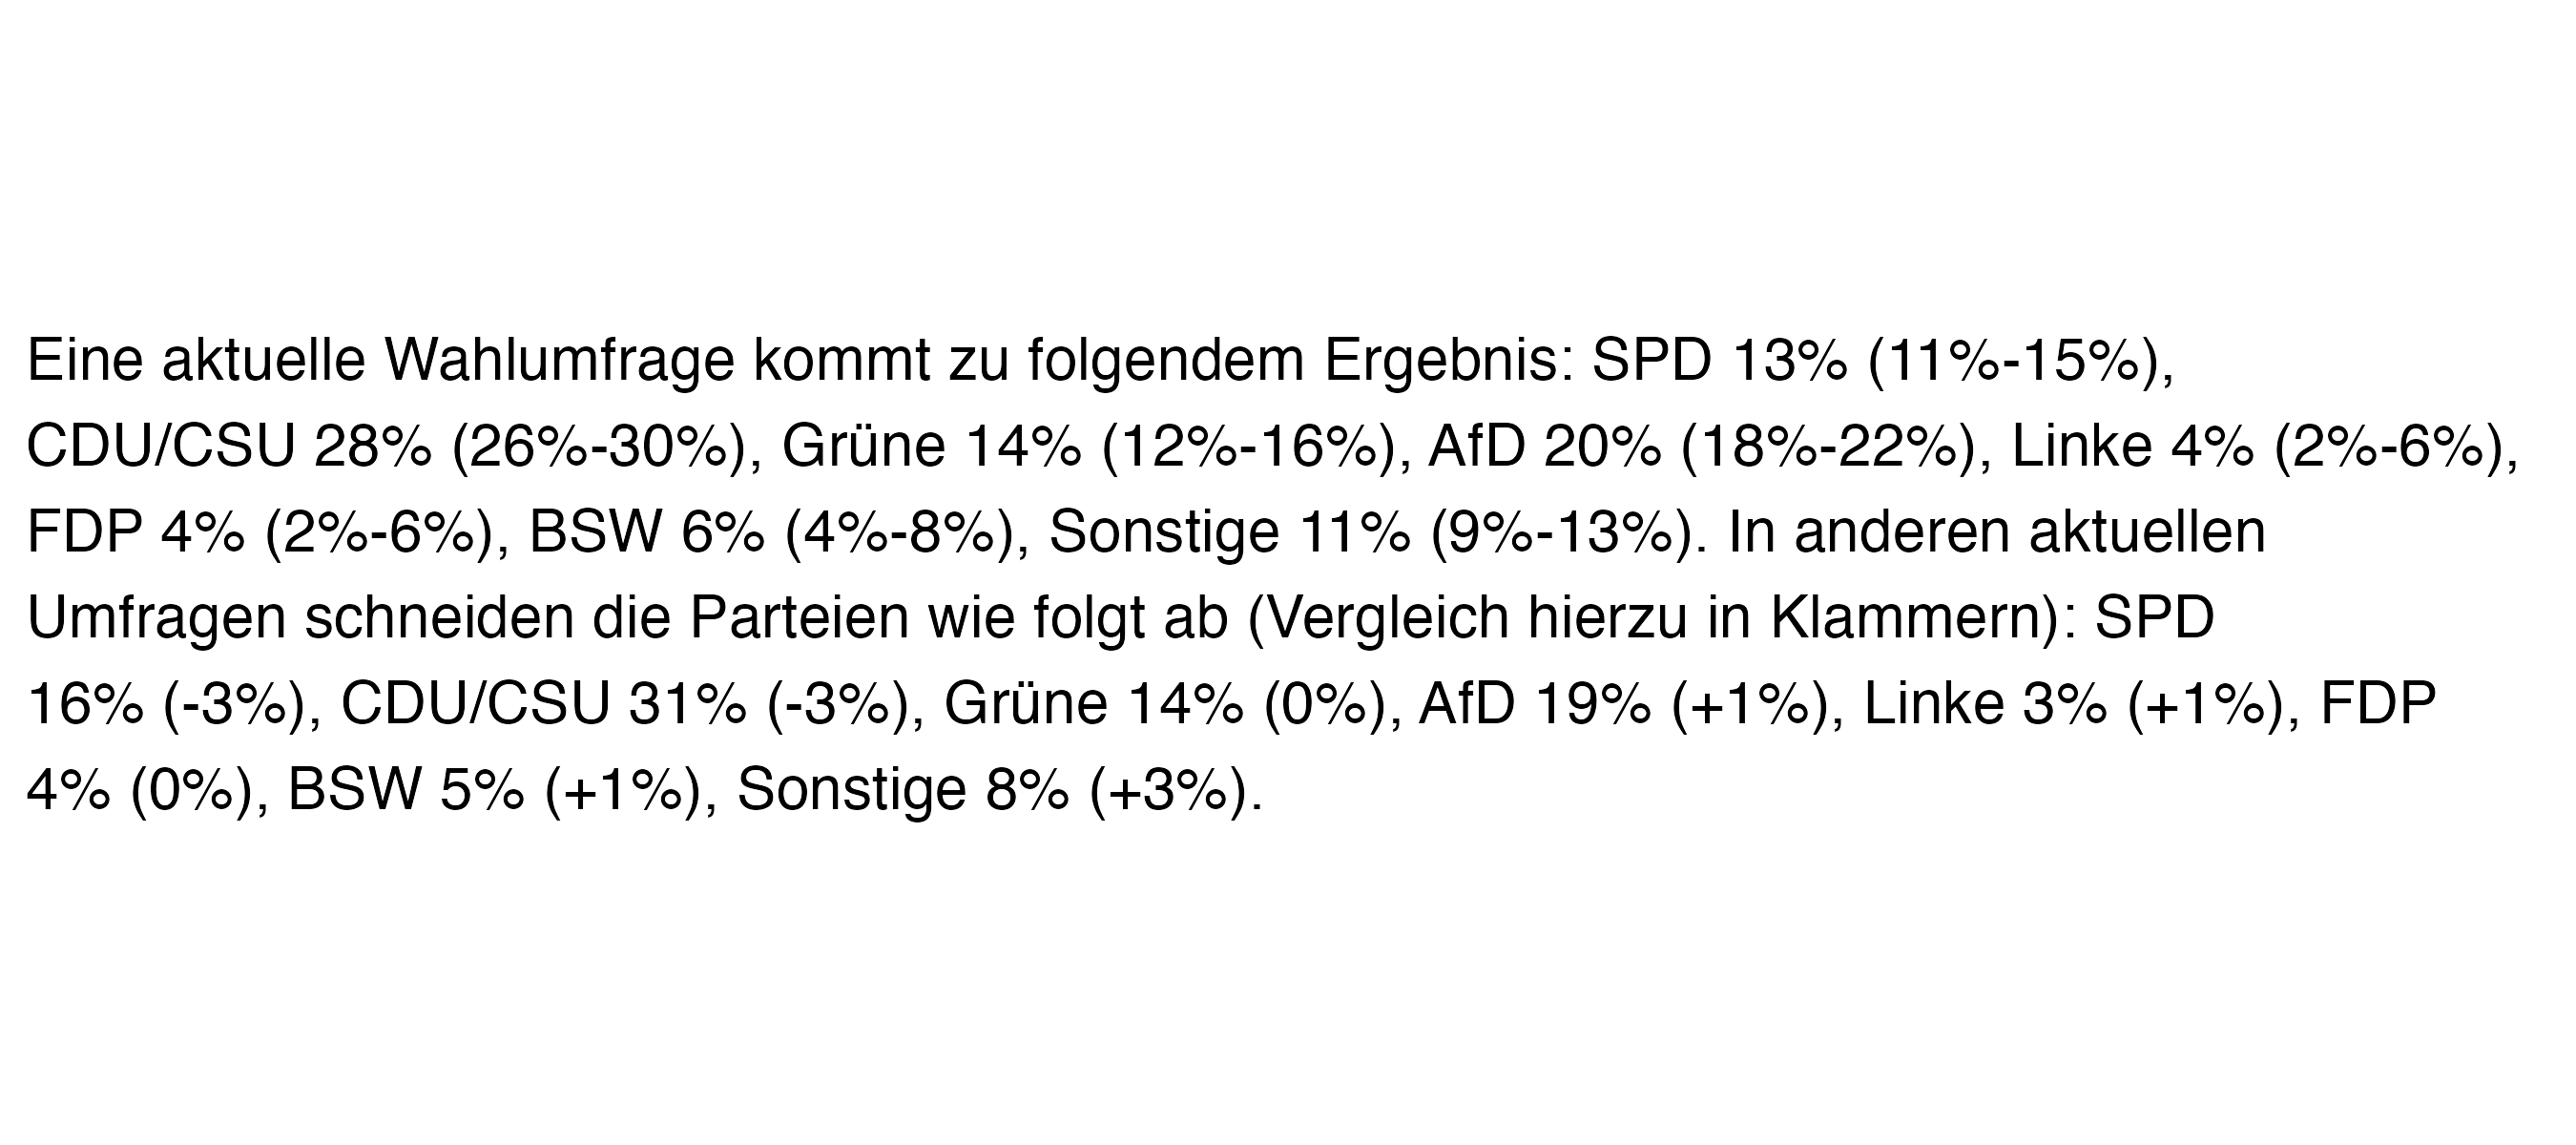 Eine aktuelle Wahlumfrage kommt zu folgendem Ergebnis: SPD 13% (11%-15%),
CDU/CSU 28% (26%-30%), Grüne 14% (12%-16%), AfD 20% (18%-22%), Linke 4% (2%-6%),
FDP 4% (2%-6%), BSW 6% (4%-8%), Sonstige 11% (9%-13%). In anderen aktuellen
Umfragen schneiden die Parteien wie folgt ab (Vergleich hierzu in Klammern): SPD
16% (-3%), CDU/CSU 31% (-3%), Grüne 14% (0%), AfD 19% (+1%), Linke 3% (+1%), FDP
4% (0%), BSW 5% (+1%), Sonstige 8% (+3%).